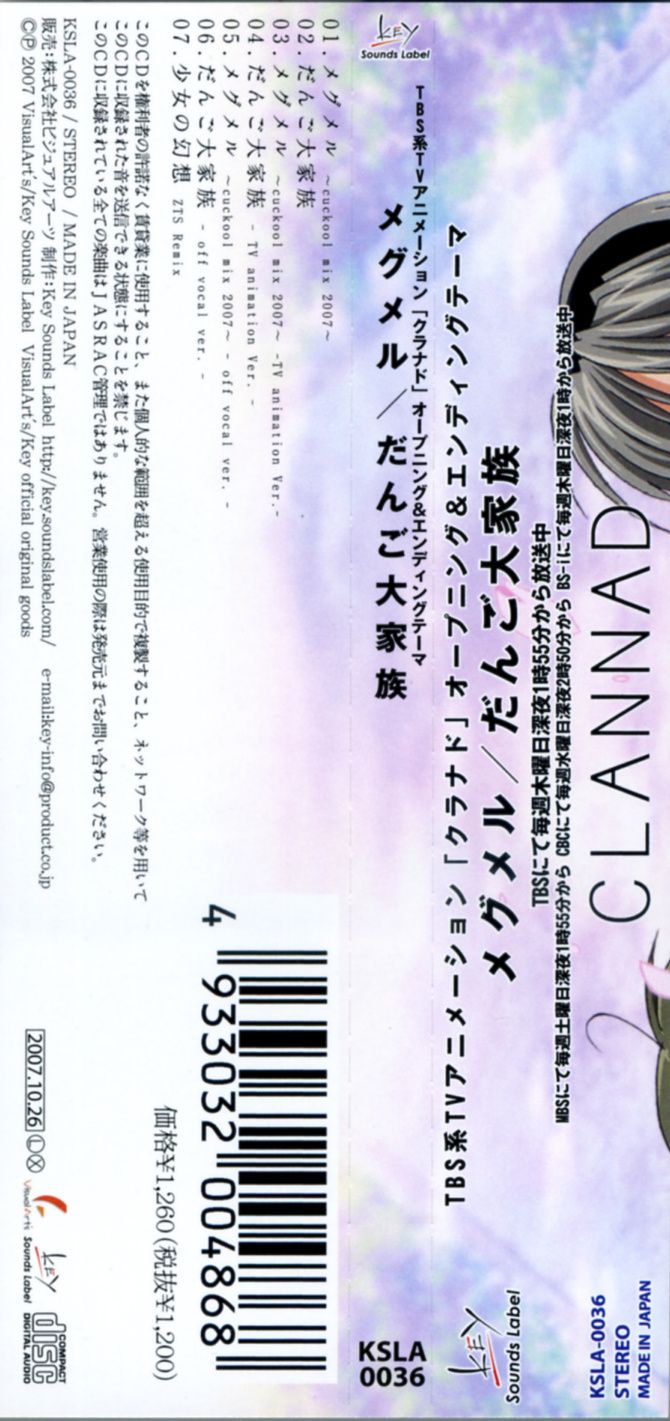 Key
Sounds Label
01. メグメル ~cuckool mix 2007~
02. だんご大家族
03. メグメル ~cuckool mix 2007~ -TV animation Ver.-
04. だんご大家族 - TV animation Ver. -
05. メグメル ~cuckool mix 2007~ - off vocal ver. -
06. だんご大家族 - off vocal ver. -
07. 少女の幻想 ZTS Remix
このCDを権利者の許諾なく賃貸業に使用すること、また個人的な範囲を超える使用目的で複製すること、ネットワーク等を用いて
このCDに収録された音を送信できる状態にすることを禁じます。
このCDに収録されている全ての楽曲はJASRAC管理ではありません。営業使用の際は発売元までお問い合わせください。
KSLA-0036 / STEREO / MADE IN JAPAN
販売:株式会社ビジュアルアーツ 制作:Key Sounds Label http://key.soundslabel.com/ e-mail:key-info@product.co.jp
©℗ 2007 VisualArt's/Key Sounds Label VisualArt's/Key official original goods
4 933032 004868
価格¥1,260(税抜¥1,200)
2007.10.26 Ⓛ Ⓧ
VisualArt's
Key
Sounds Label
COMPACT
disc
DIGITAL AUDIO
TBS系TVアニメーション「クラナド」オープニング&エンディングテーマ
メグメル/だんご大家族
KSLA
0036
TBS系TVアニメーション「クラナド」オープニング&エンディングテーマ
メグメル/だんご大家族
TBSにて毎週木曜日深夜1時55分から放送中
MBSにて毎週土曜日深夜1時55分から CBCにて毎週水曜日深夜2時50分から BS-iにて毎週木曜日深夜1時から放送中
Key
Sounds Label
CLANNAD
KSLA-0036
STEREO
MADE IN JAPAN